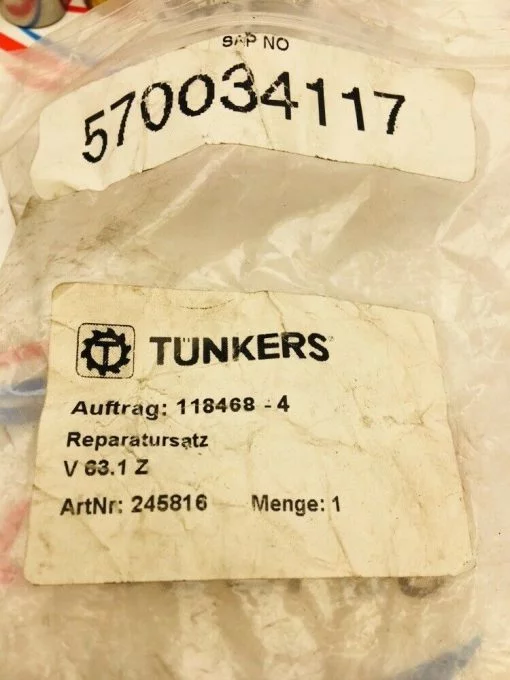 SAP NO
570034117
TÜNKERS
Auftrag: 118468 - 4
Reparatursatz
V 63.1 Z
ArtNr: 245816 Menge: 1